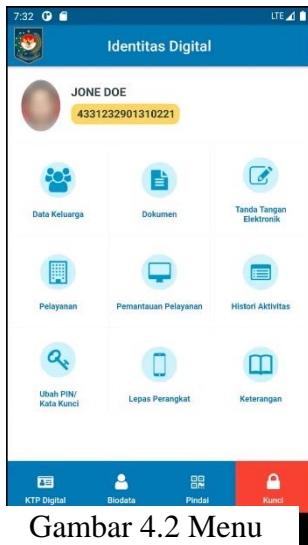 7:32
LTE
Identitas Digital
JONE DOE
4331232901310221
Data Keluarga
Dokumen
Tanda Tangan
Elektronik
Pelayanan
Pemantauan Pelayanan
Histori Aktivitas
Ubah PIN/
Kata Kunci
Lepas Perangkat
Keterangan
KTP Digital
Biodata
Pindai
Kunci
Gambar 4.2 Menu